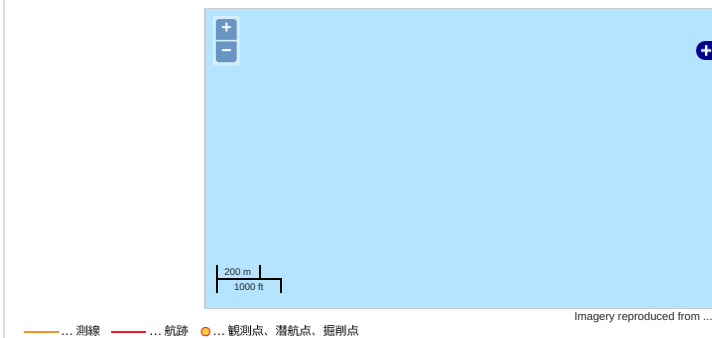 +
−
200 m
1000 ft
Imagery reproduced from ...
... 測線 ... 航跡 ... 観測点、潜航点、掘削点